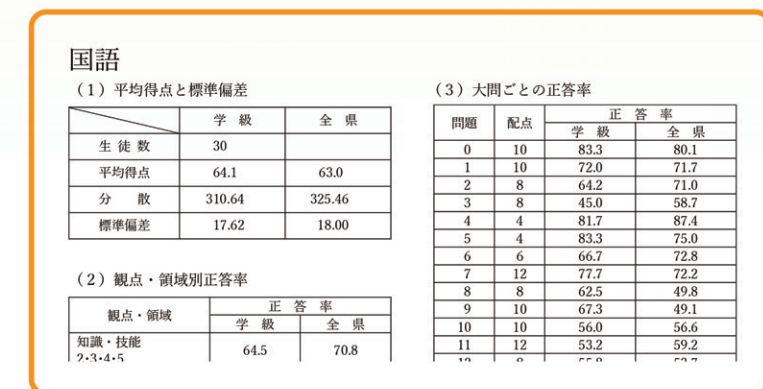 国語
（1）平均得点と標準偏差
学 級 全 県
生 徒 数 30
平均得点 64.1 63.0
分 散 310.64 325.46
標準偏差 17.62 18.00
（2）観点・領域別正答率
観点・領域 正 答 率
学 級 全 県
知識・技能 64.5 70.8
2・3・4・5
（3）大問ごとの正答率
問題 配点 正 答 率
学 級 全 県
0 10 83.3 80.1
1 10 72.0 71.7
2 8 64.2 71.0
3 8 45.0 58.7
4 4 81.7 87.4
5 4 83.3 75.0
6 6 66.7 72.8
7 12 77.7 72.2
8 8 62.5 49.8
9 10 67.3 49.1
10 10 56.0 56.6
11 12 53.2 59.2